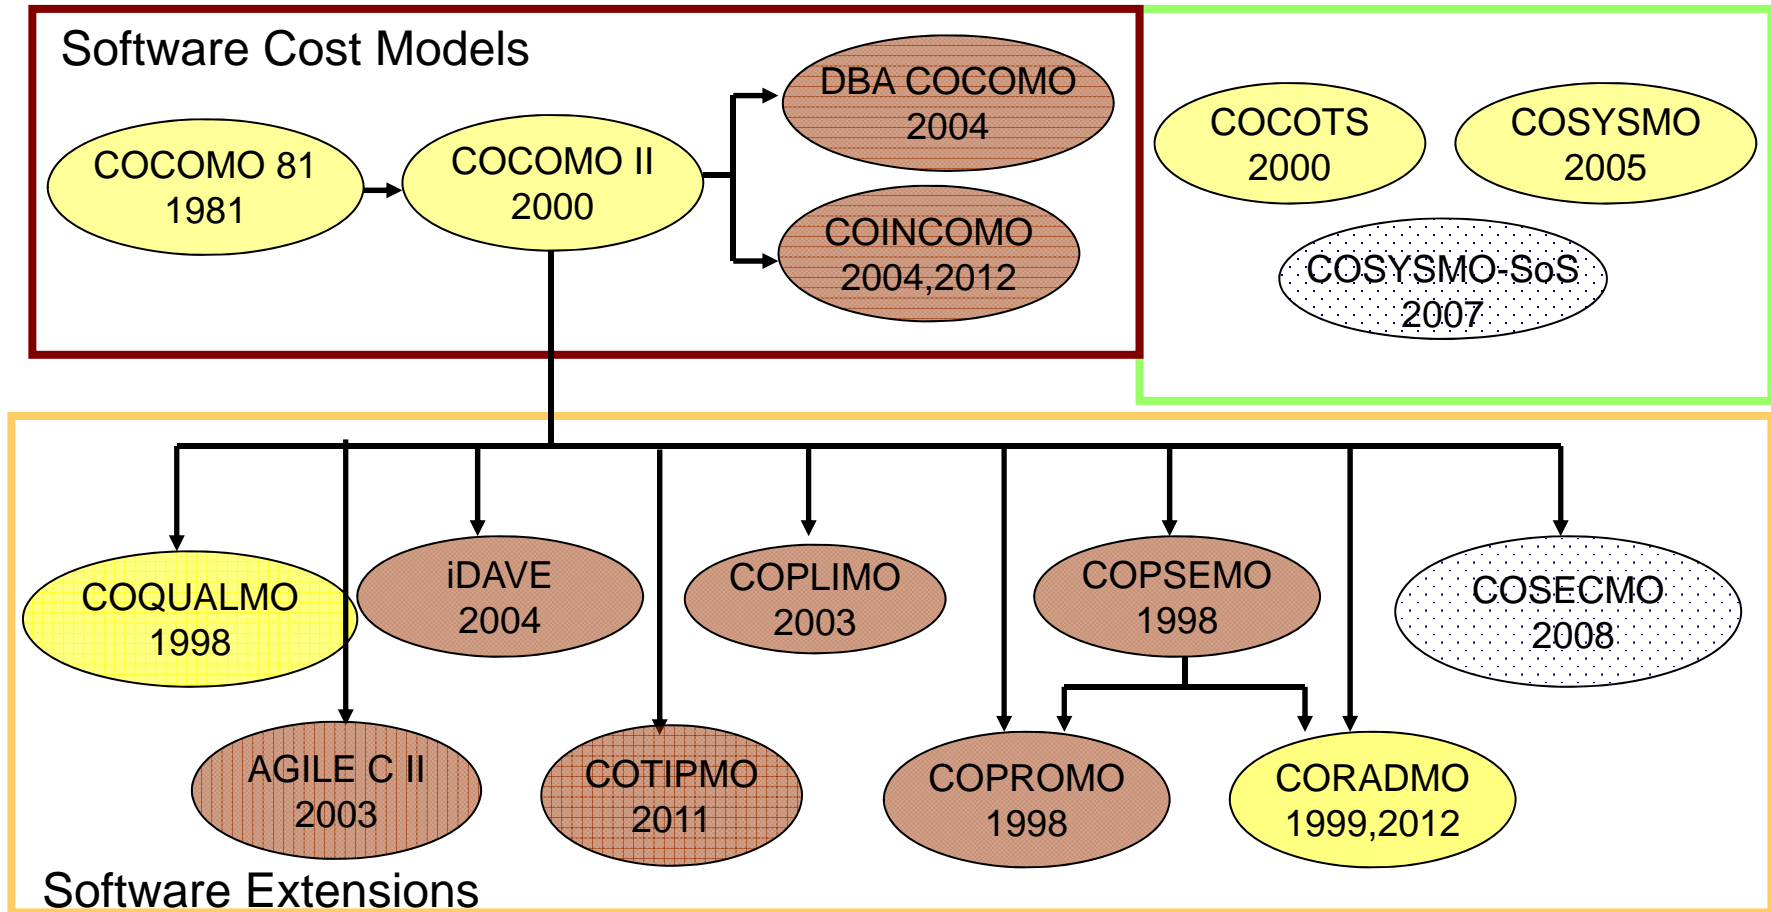 Software Cost Models
COCOMO 81
1981
COCOMO II
2000
DBA COCOMO
2004
COINCOMO
2004,2012
COCOTS
2000
COSYSMO
2005
COSYSMO-SoS
2007
COQUALMO
1998
iDAVE
2004
COPLIMO
2003
COPSEMO
1998
COSECMO
2008
AGILE C II
2003
COTIPMO
2011
COPROMO
1998
CORADMO
1999,2012
Software Extensions